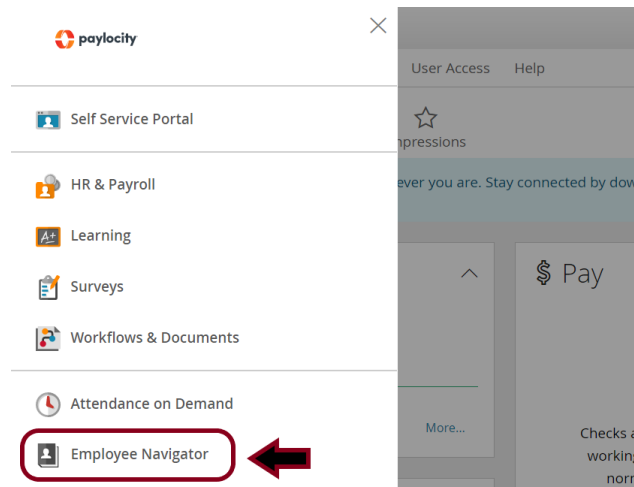 paylocity
Self Service Portal
HR & Payroll
A+
Learning
Surveys
Workflows & Documents
Attendance on Demand
Employee Navigator
User Access Help
npressions
ever you are. Stay connected by dow
$ Pay
More...
Checks a
working
norr